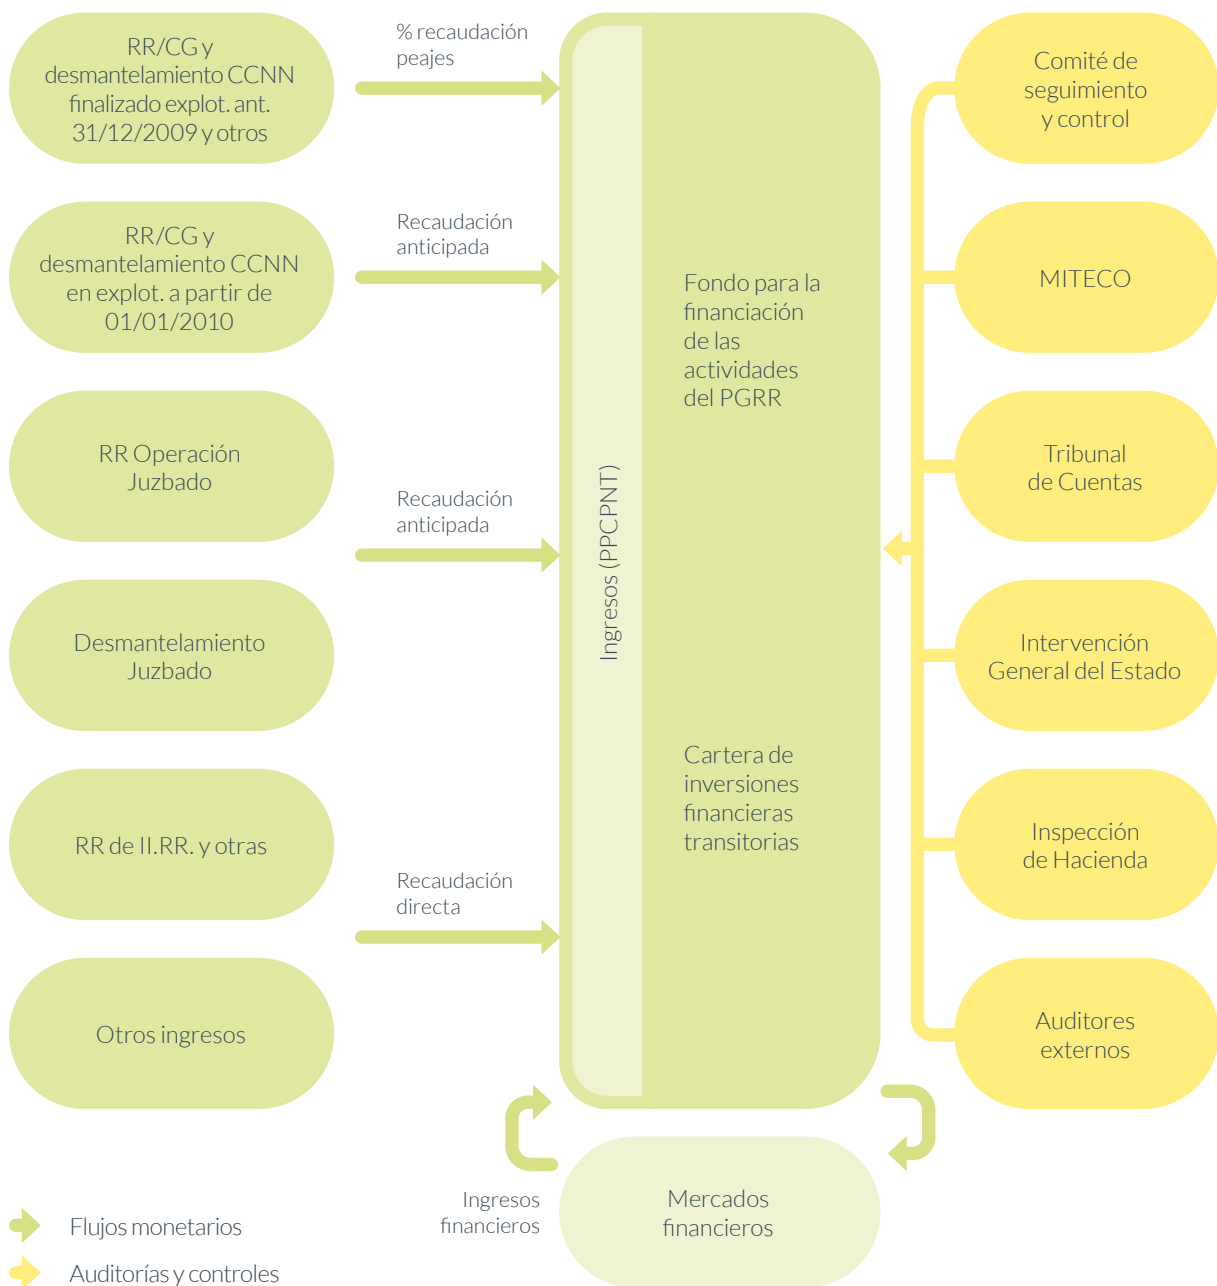 RR/CG y
desmantelamiento CCNN
finalizado explot. ant.
31/12/2009 y otros
% recaudación
peajes
RR/CG y
desmantelamiento CCNN
en explot. a partir de
01/01/2010
Recaudación
anticipada
RR Operación
Juzbado
Recaudación
anticipada
Desmantelamiento
Juzbado
RR de II.RR. y otras
Recaudación
directa
Otros ingresos
Ingresos (PPCPNT)
Fondo para la
financiación
de las
actividades
del PGRR
Cartera de
inversiones
financieras
transitorias
Comité de
seguimiento
y control
MITECO
Tribunal
de Cuentas
Intervención
General del Estado
Inspección
de Hacienda
Auditores
externos
Ingresos
financieros
Mercados
financieros
Flujos monetarios
Auditorías y controles